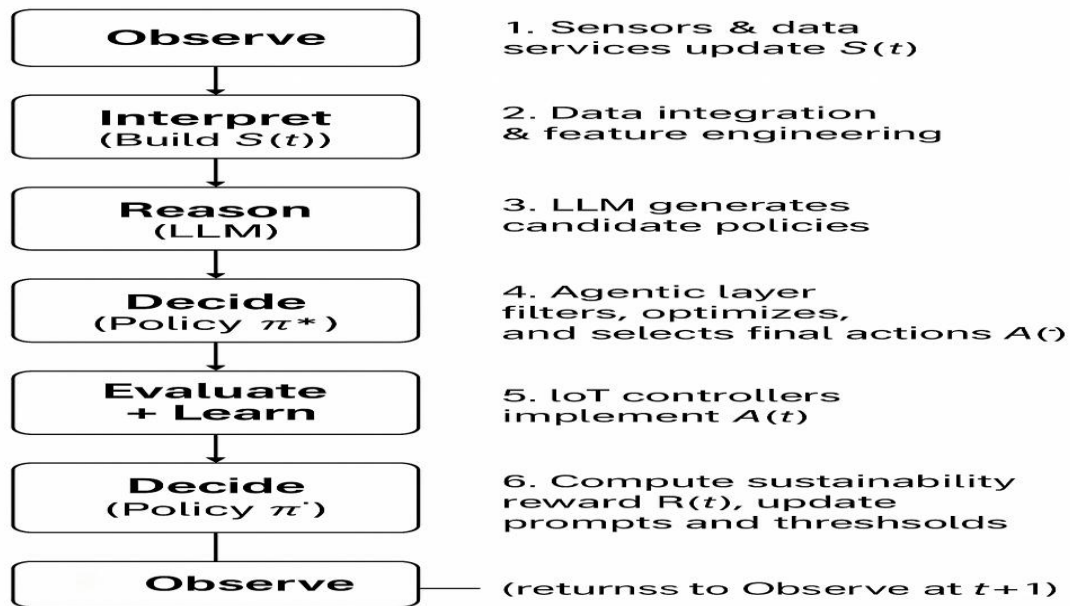 Observe
1. Sensors & data
services update S(t)
Interpret
(Build S(t))
2. Data integration
& feature engineering
Reason
(LLM)
3. LLM generates
candidate policies
Decide
(Policy π*)
4. Agentic layer
filters, optimizes,
and selects final actions A(·)
Evaluate
+ Learn
5. IoT controllers
implement A(t)
Decide
(Policy π˙)
6. Compute sustainability
reward R(t), update
prompts and threshsolds
Observe
(returnss to Observe at t+1)